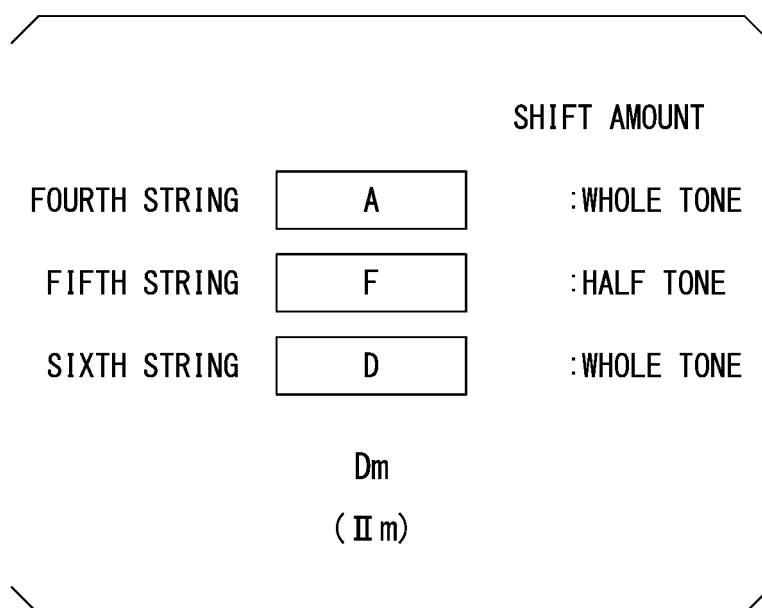 SHIFT AMOUNT
FOURTH STRING A :WHOLE TONE
FIFTH STRING F :HALF TONE
SIXTH STRING D :WHOLE TONE
Dm
(Ⅱm)